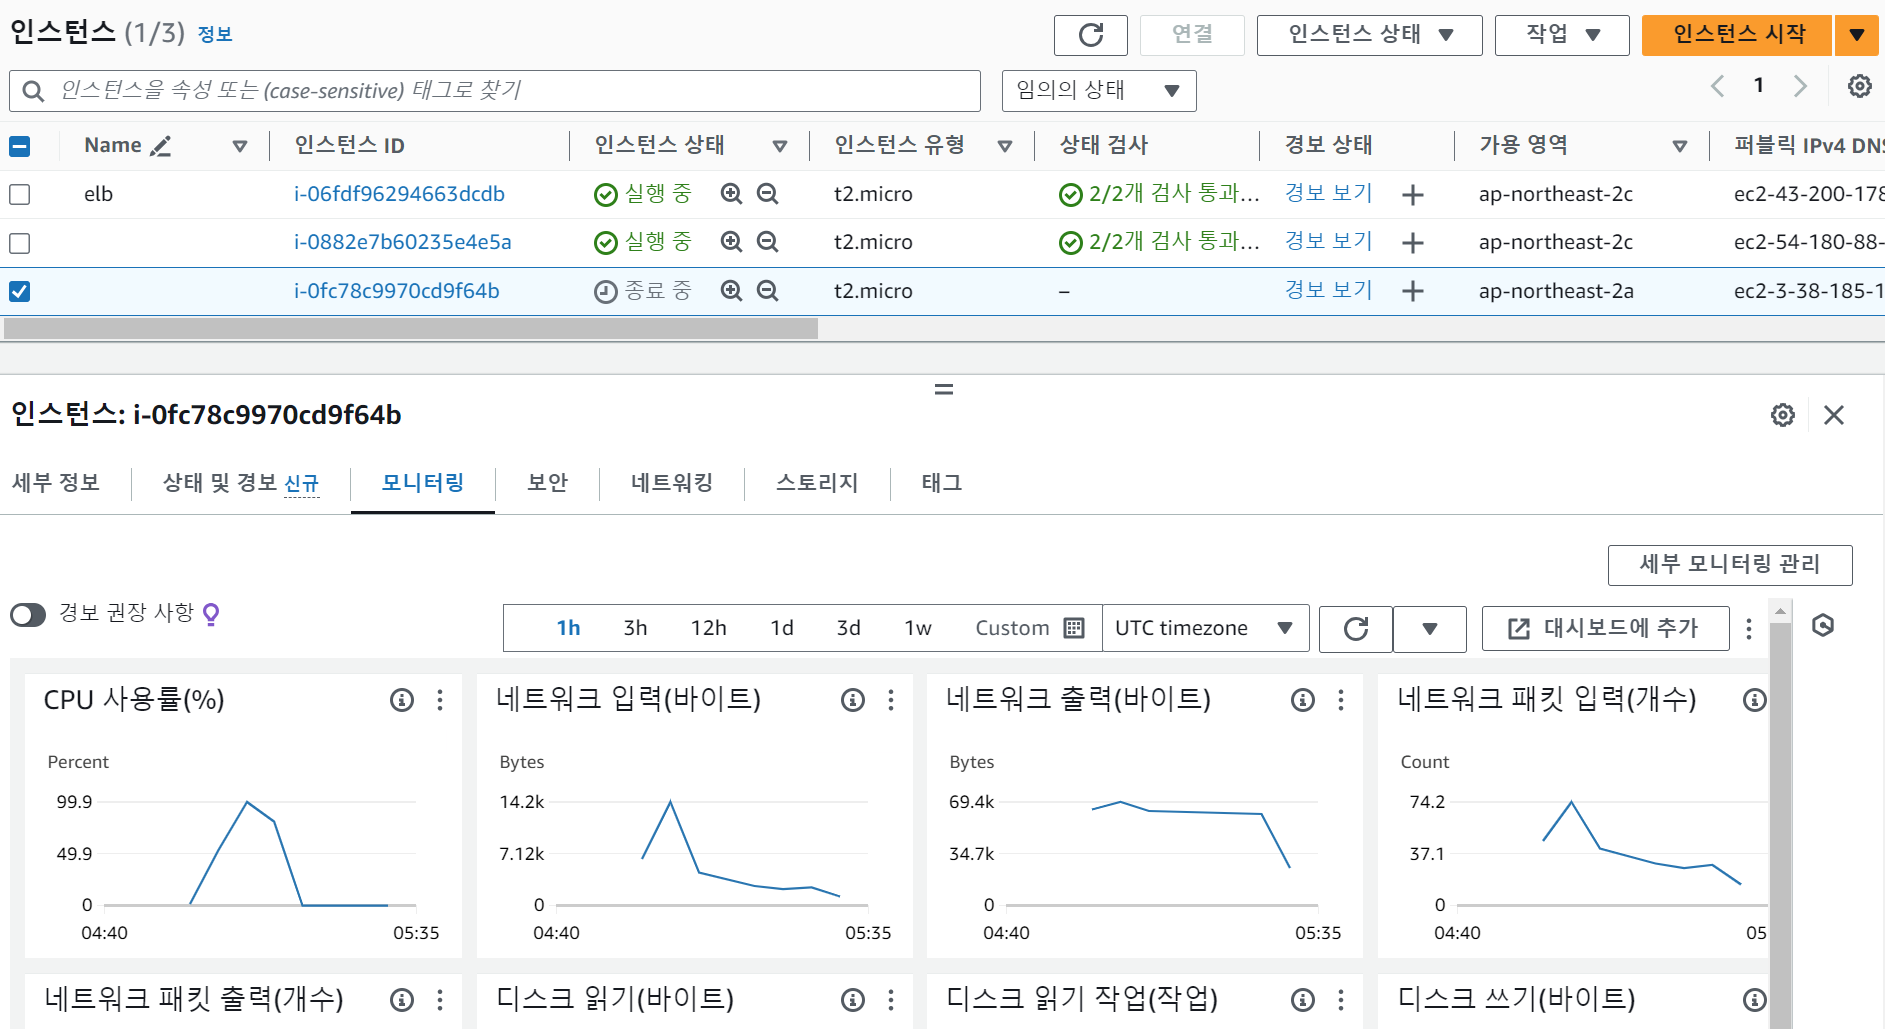 인스턴스 (1/3) 정보
연결
인스턴스 상태
작업
인스턴스 시작
인스턴스을 속성 또는 (case-sensitive) 태그로 찾기
임의의 상태
1
Name 인스턴스 ID 인스턴스 상태 인스턴스 유형 상태 검사 경보 상태 가용 영역 퍼블릭 IPv4 DNS
elb i-06fdf96294663dcdb 실행 중 t2.micro 2/2개 검사 통과... 경보 보기 ap-northeast-2c ec2-43-200-178
i-0882e7b60235e4e5a 실행 중 t2.micro 2/2개 검사 통과... 경보 보기 ap-northeast-2c ec2-54-180-88-
i-0fc78c9970cd9f64b 종료 중 t2.micro – 경보 보기 ap-northeast-2a ec2-3-38-185-1
인스턴스: i-0fc78c9970cd9f64b
세부 정보 상태 및 경보 신규 모니터링 보안 네트워킹 스토리지 태그
세부 모니터링 관리
경보 권장 사항
1h 3h 12h 1d 3d 1w Custom UTC timezone
대시보드에 추가
CPU 사용률(%)
Percent
99.9
49.9
0
04:40 05:35
네트워크 입력(바이트)
Bytes
14.2k
7.12k
0
04:40 05:35
네트워크 출력(바이트)
Bytes
69.4k
34.7k
0
04:40 05:35
네트워크 패킷 입력(개수)
Count
74.2
37.1
0
04:40 05
네트워크 패킷 출력(개수)
디스크 읽기(바이트)
디스크 읽기 작업(작업)
디스크 쓰기(바이트)